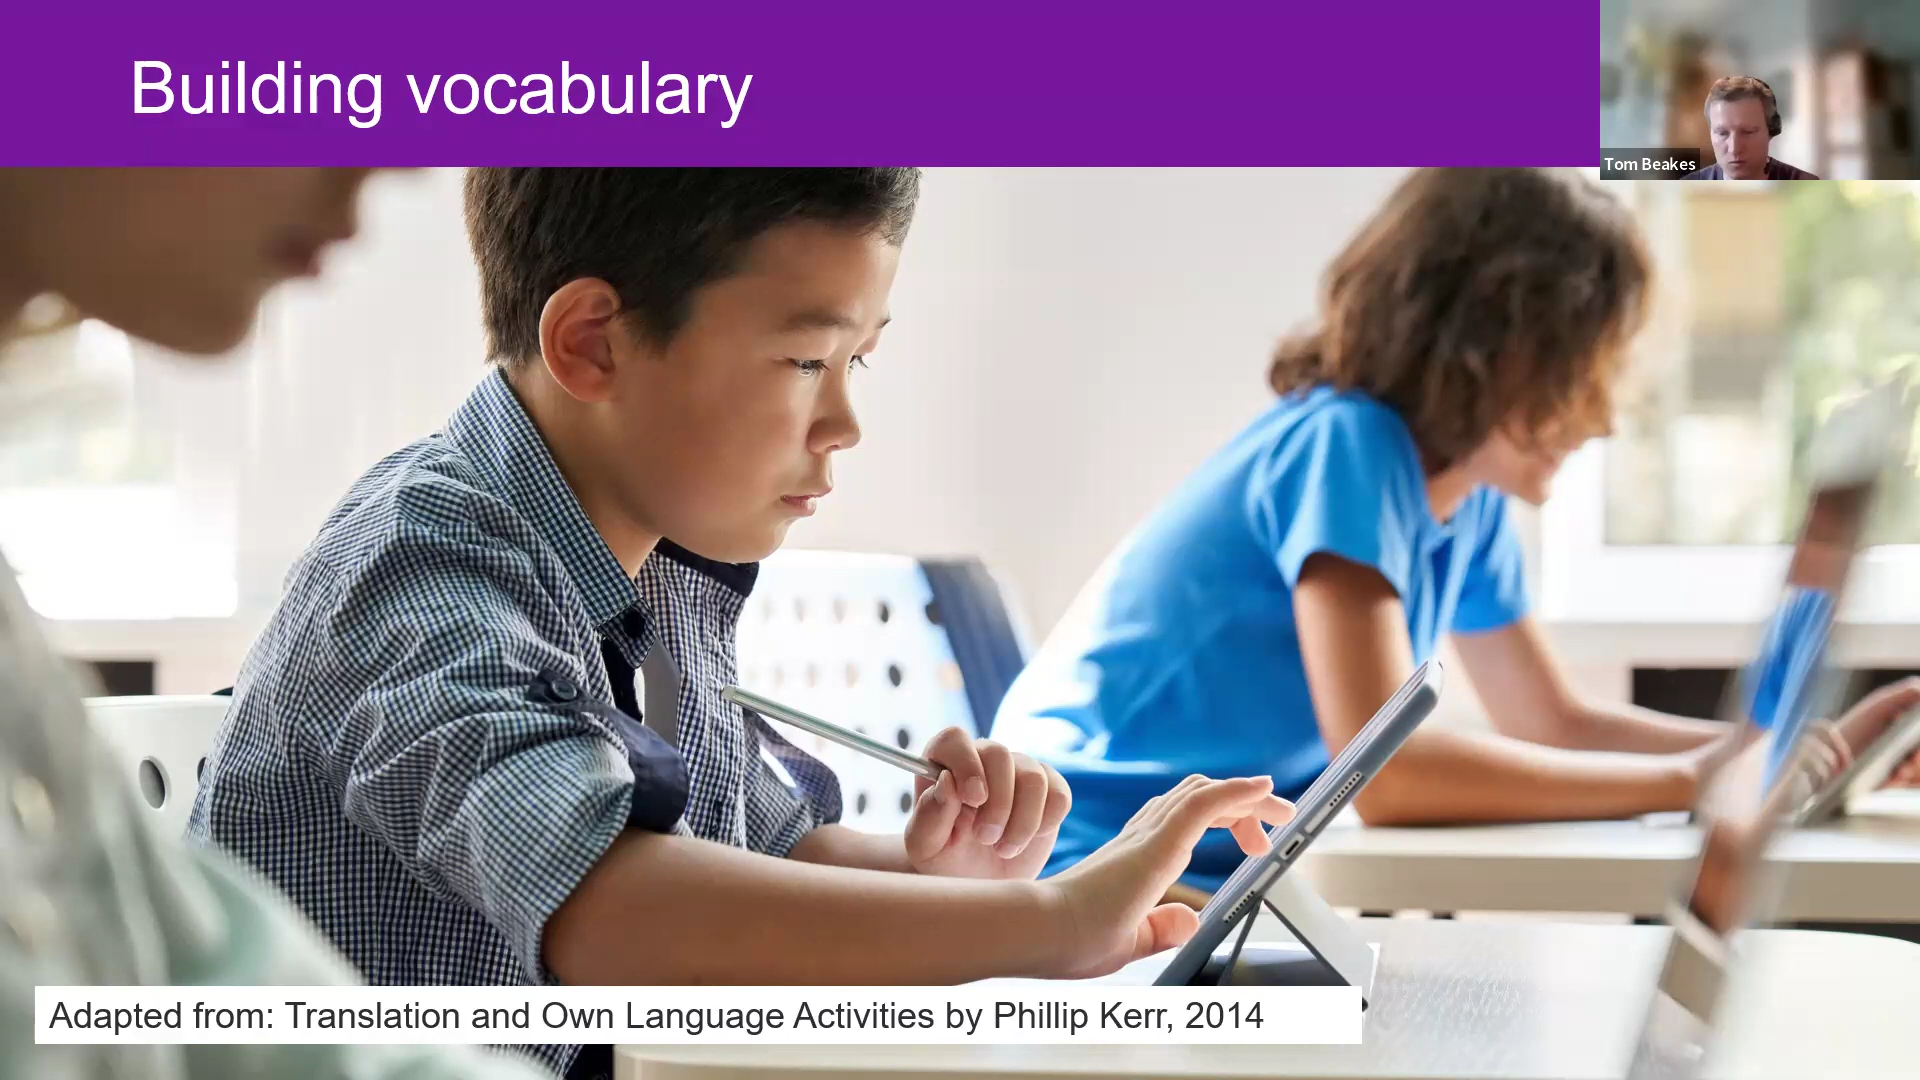 Building vocabulary
Tom Beakes
Adapted from: Translation and Own Language Activities by Phillip Kerr, 2014